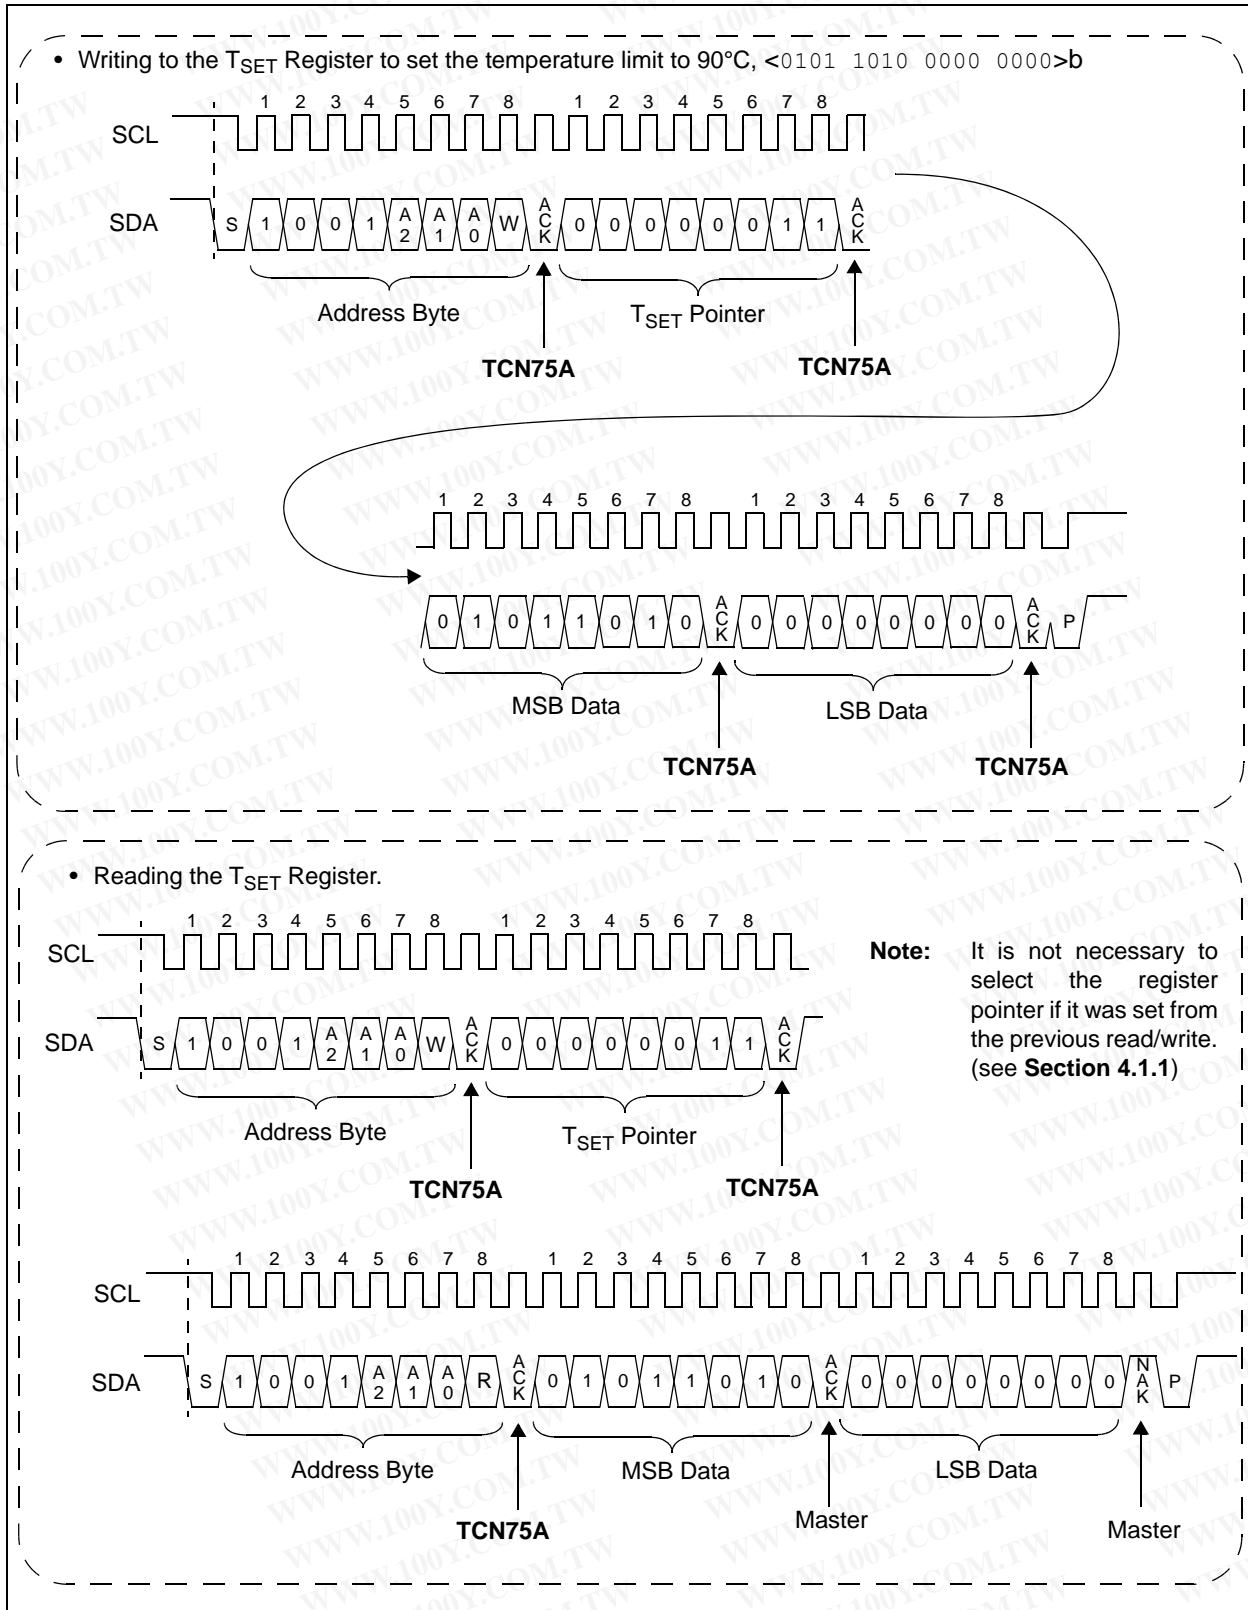 • Writing to the TSET Register to set the temperature limit to 90°C, <0101 1010 0000 0000>b
1 2 3 4 5 6 7 8 1 2 3 4 5 6 7 8
SCL
SDA S 1 0 0 1 A2 A1 A0 W ACK 0 0 0 0 0 0 1 1 ACK
Address Byte TSET Pointer
TCN75A TCN75A
1 2 3 4 5 6 7 8 1 2 3 4 5 6 7 8
0 1 0 1 1 0 1 0 ACK 0 0 0 0 0 0 0 0 ACK P
MSB Data LSB Data
TCN75A TCN75A
• Reading the TSET Register.
1 2 3 4 5 6 7 8 1 2 3 4 5 6 7 8
SCL
SDA S 1 0 0 1 A2 A1 A0 W ACK 0 0 0 0 0 0 1 1 ACK
Address Byte TSET Pointer
TCN75A TCN75A
Note: It is not necessary to
select the register
pointer if it was set from
the previous read/write.
(see Section 4.1.1)
1 2 3 4 5 6 7 8 1 2 3 4 5 6 7 8 1 2 3 4 5 6 7 8
SCL
SDA S 1 0 0 1 A2 A1 A0 R ACK 0 1 0 1 1 0 1 0 ACK 0 0 0 0 0 0 0 0 NAK P
Address Byte MSB Data LSB Data
TCN75A Master Master
WWW.100Y.COM.TW